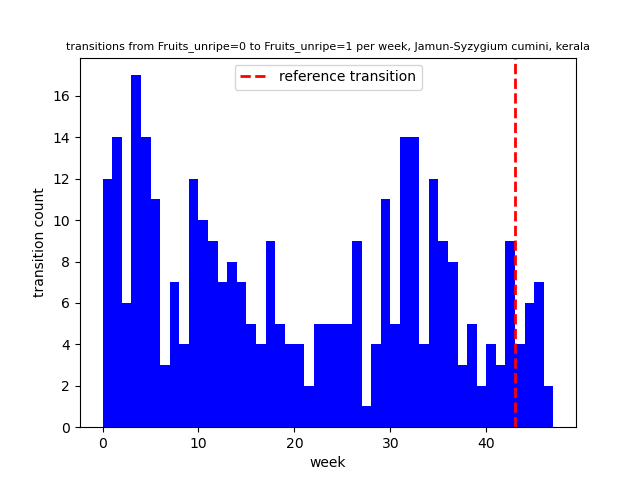 transitions from Fruits_unripe=0 to Fruits_unripe=1 per week, Jamun-Syzygium cumini, kerala
reference transition
16
14
12
10
8
6
4
2
0
transition count
0 10 20 30 40
week